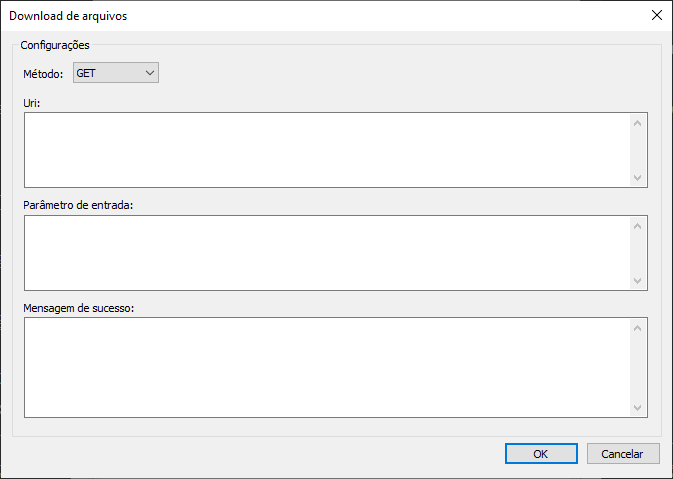 Download de arquivos
Configurações
Método: GET
Uri:
Parâmetro de entrada:
Mensagem de sucesso:
OK Cancelar